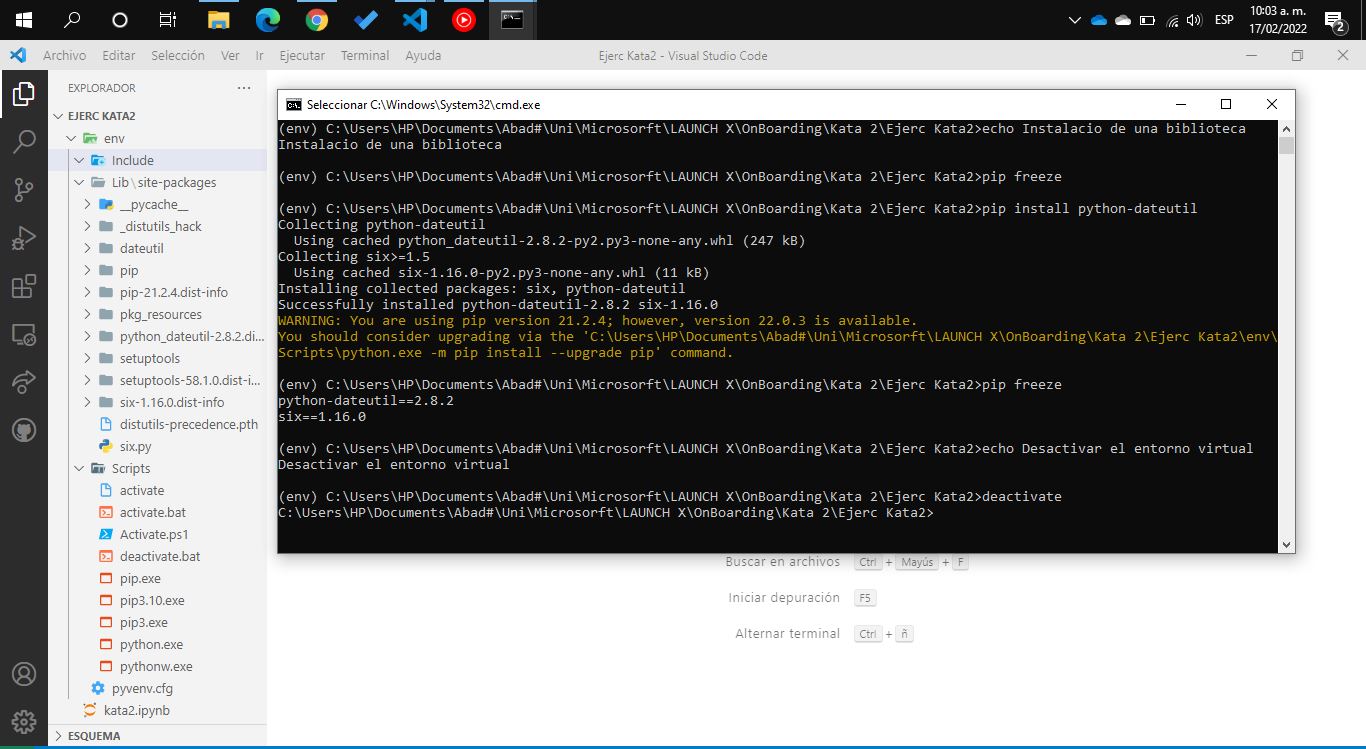 10:03 a. m.
ESP
17/02/2022
2
Archivo Editar Selección Ver Ir Ejecutar Terminal Ayuda
Ejerc Kata2 - Visual Studio Code
EXPLORADOR ...
EJERC KATA2
env
Include
Lib \ site-packages
__pycache__
_distutils_hack
dateutil
pip
pip-21.2.4.dist-info
pkg_resources
python_dateutil-2.8.2.di...
setuptools
setuptools-58.1.0.dist-i...
six-1.16.0.dist-info
distutils-precedence.pth
six.py
Scripts
activate
activate.bat
Activate.ps1
deactivate.bat
pip.exe
pip3.10.exe
pip3.exe
python.exe
pythonw.exe
pyvenv.cfg
kata2.ipynb
ESQUEMA
Seleccionar C:\Windows\System32\cmd.exe
(env) C:\Users\HP\Documents\Abad#\Uni\Microsorft\LAUNCH X\OnBoarding\Kata 2\Ejerc Kata2>echo Instalacio de una biblioteca
Instalacio de una biblioteca
(env) C:\Users\HP\Documents\Abad#\Uni\Microsorft\LAUNCH X\OnBoarding\Kata 2\Ejerc Kata2>pip freeze
(env) C:\Users\HP\Documents\Abad#\Uni\Microsorft\LAUNCH X\OnBoarding\Kata 2\Ejerc Kata2>pip install python-dateutil
Collecting python-dateutil
Using cached python_dateutil-2.8.2-py2.py3-none-any.whl (247 kB)
Collecting six>=1.5
Using cached six-1.16.0-py2.py3-none-any.whl (11 kB)
Installing collected packages: six, python-dateutil
Successfully installed python-dateutil-2.8.2 six-1.16.0
WARNING: You are using pip version 21.2.4; however, version 22.0.3 is available.
You should consider upgrading via the 'C:\Users\HP\Documents\Abad#\Uni\Microsorft\LAUNCH X\OnBoarding\Kata 2\Ejerc Kata2\env\
Scripts\python.exe -m pip install --upgrade pip' command.
(env) C:\Users\HP\Documents\Abad#\Uni\Microsorft\LAUNCH X\OnBoarding\Kata 2\Ejerc Kata2>pip freeze
python-dateutil==2.8.2
six==1.16.0
(env) C:\Users\HP\Documents\Abad#\Uni\Microsorft\LAUNCH X\OnBoarding\Kata 2\Ejerc Kata2>echo Desactivar el entorno virtual
Desactivar el entorno virtual
(env) C:\Users\HP\Documents\Abad#\Uni\Microsorft\LAUNCH X\OnBoarding\Kata 2\Ejerc Kata2>deactivate
C:\Users\HP\Documents\Abad#\Uni\Microsorft\LAUNCH X\OnBoarding\Kata 2\Ejerc Kata2>
Buscar en archivos Ctrl + Mayús + F
Iniciar depuración F5
Alternar terminal Ctrl + ñ